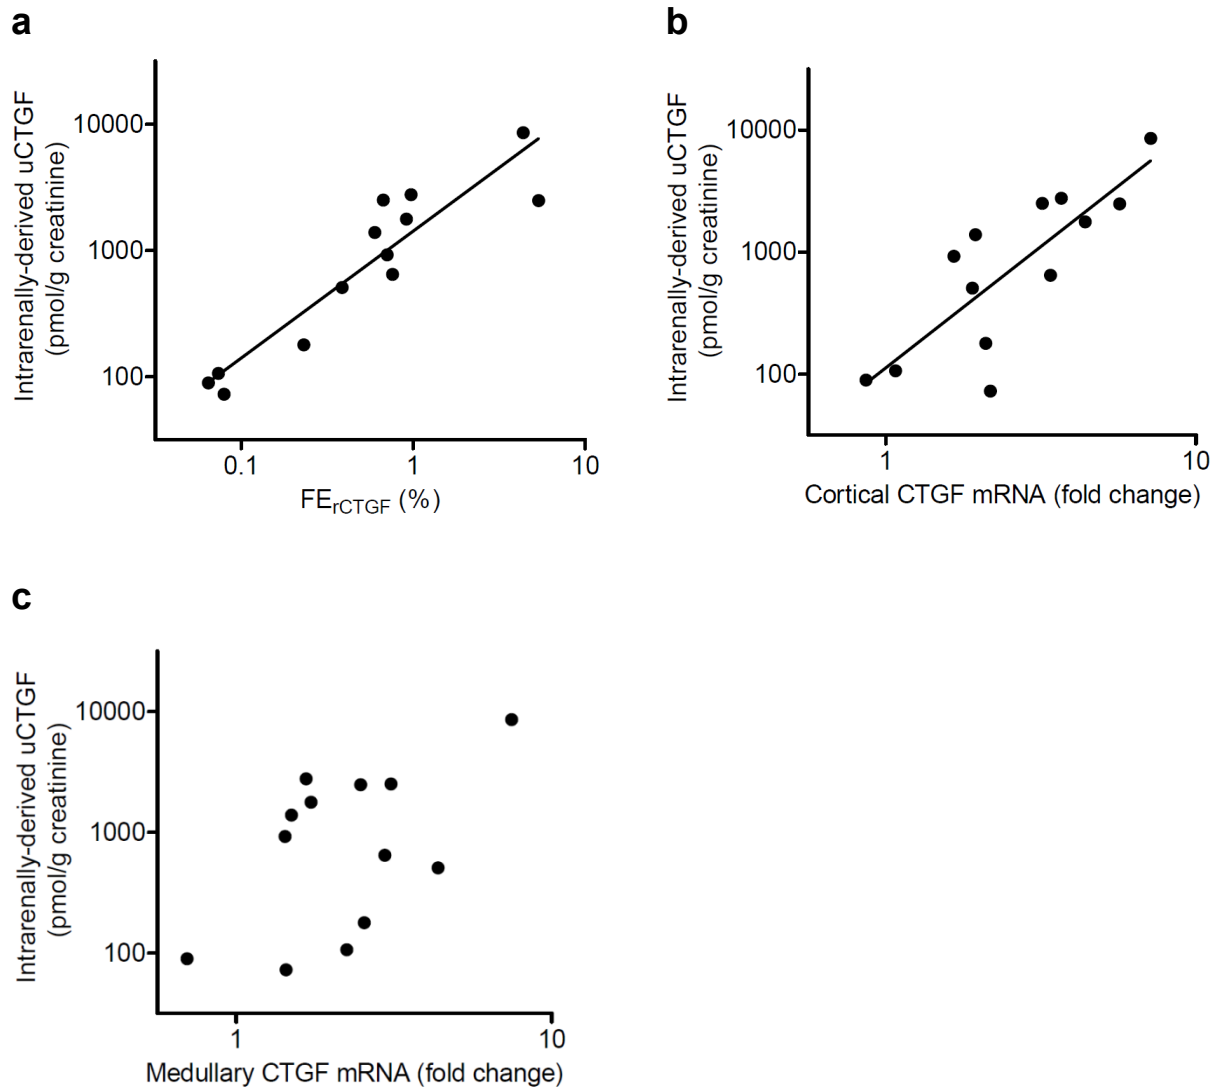 a
Intrarenally-derived uCTGF
(pmol/g creatinine)
10000
1000
100
0.1
1
10
FErCTGF (%)
b
Intrarenally-derived uCTGF
(pmol/g creatinine)
10000
1000
100
1
10
Cortical CTGF mRNA (fold change)
c
Intrarenally-derived uCTGF
(pmol/g creatinine)
10000
1000
100
1
10
Medullary CTGF mRNA (fold change)